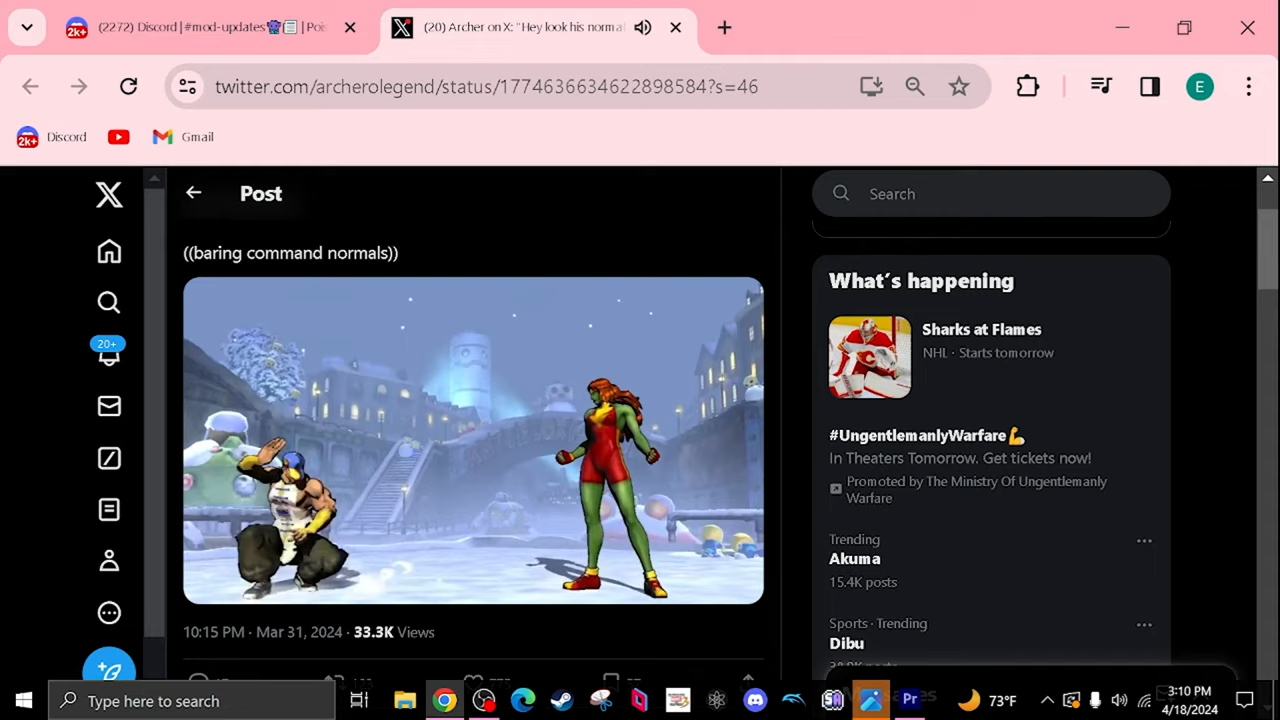 2k+
(2272) Discord | #mod-updates
(20) Archer on X: "Hey look his norma
twitter.com/archerolegend/status/1774636634622898584?s=46
E
2k+
Discord
Gmail
Post
Search
((baring command normals))
What's happening
Sharks at Flames
NHL · Starts tomorrow
20+
#UngentlemanlyWarfare💪
In Theaters Tomorrow. Get tickets now!
Promoted by The Ministry Of Ungentlemanly
Warfare
Trending
Akuma
15.4K posts
10:15 PM · Mar 31, 2024 · 33.3K Views
Sports · Trending
Dibu
Type here to search
Pr
73°F
3:10 PM
4/18/2024